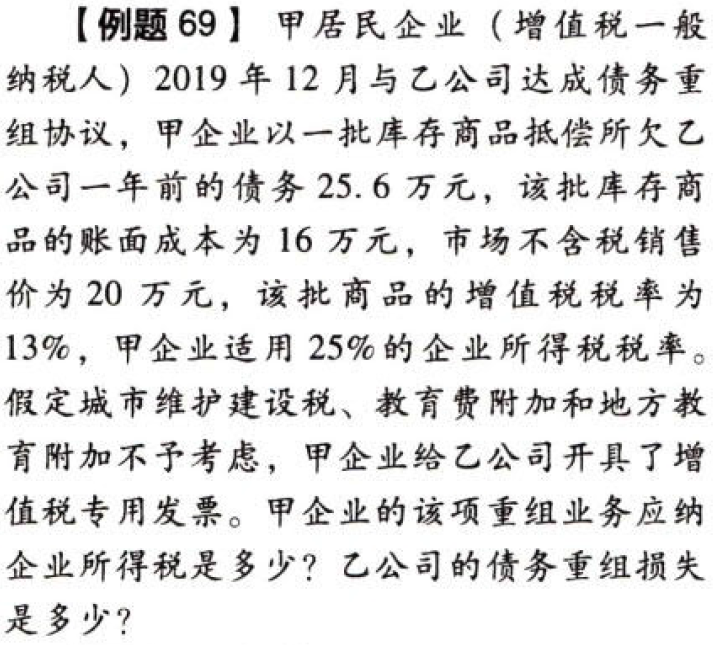 【例题 69】 甲居民企业（增值税一般
纳税人）2019 年 12 月与乙公司达成债务重
组协议，甲企业以一批库存商品抵偿所欠乙
公司一年前的债务 25.6 万元，该批库存商
品的账面成本为 16 万元，市场不含税销售
价为 20 万元，该批商品的增值税税率为
13%，甲企业适用 25%的企业所得税税率。
假定城市维护建设税、教育费附加和地方教
育附加不予考虑，甲企业给乙公司开具了增
值税专用发票。甲企业的该项重组业务应纳
企业所得税是多少？乙公司的债务重组损失
是多少？